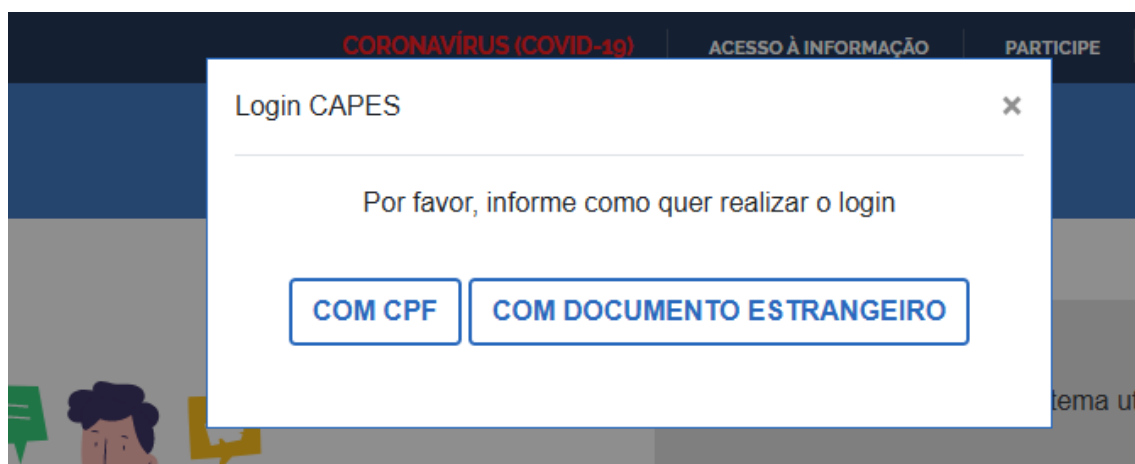 CORONAVÍRUS (COVID-19) ACESSO À INFORMAÇÃO PARTICIPE
Login CAPES ×
Por favor, informe como quer realizar o login
COM CPF COM DOCUMENTO ESTRANGEIRO